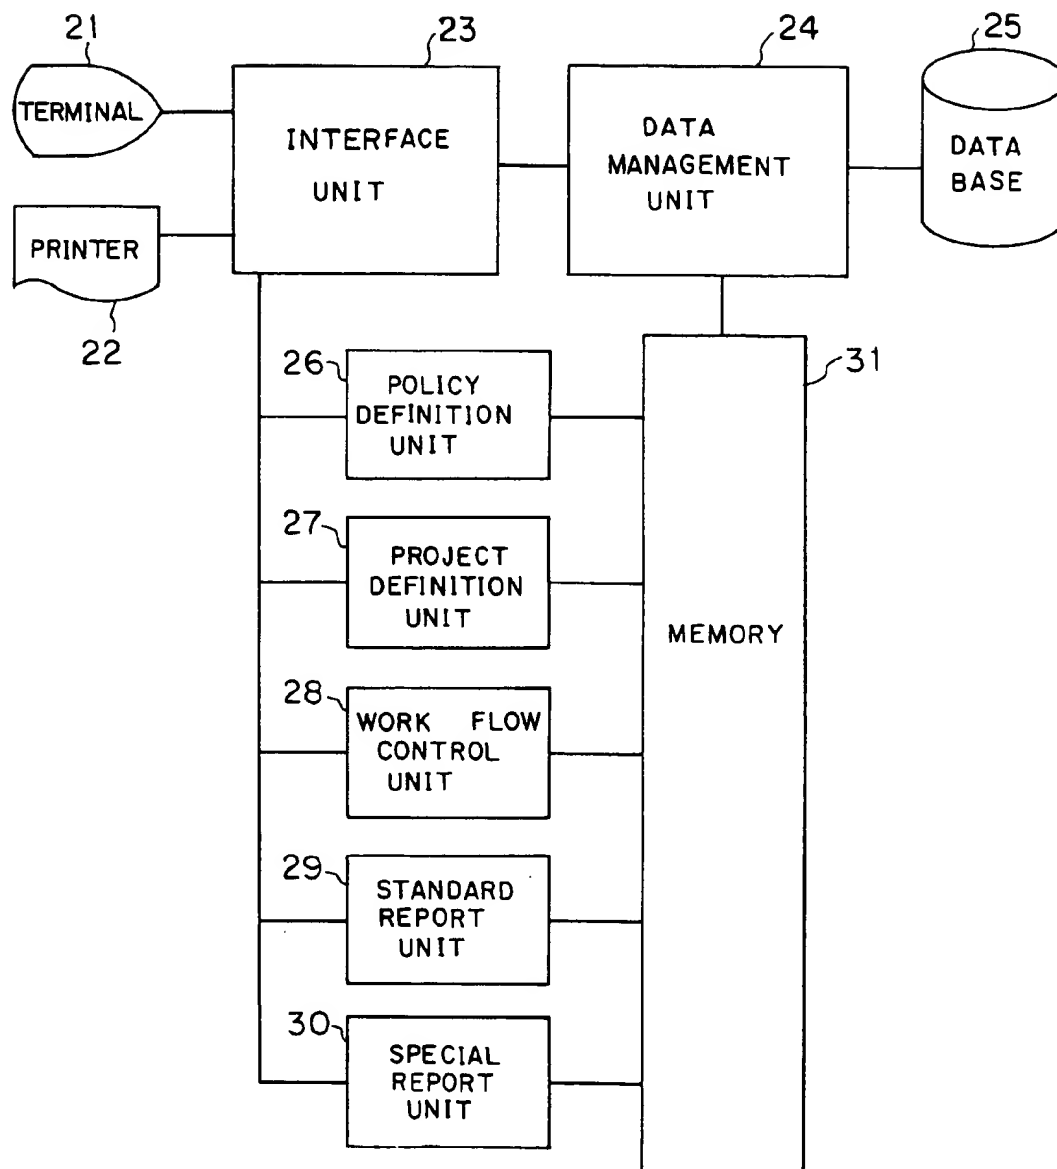 21
23
24
25
TERMINAL
INTERFACE
UNIT
DATA
MANAGEMENT
UNIT
DATA
BASE
PRINTER
22
26
POLICY
DEFINITION
UNIT
31
27
PROJECT
DEFINITION
UNIT
MEMORY
28
WORK FLOW
CONTROL
UNIT
29
STANDARD
REPORT
UNIT
30
SPECIAL
REPORT
UNIT